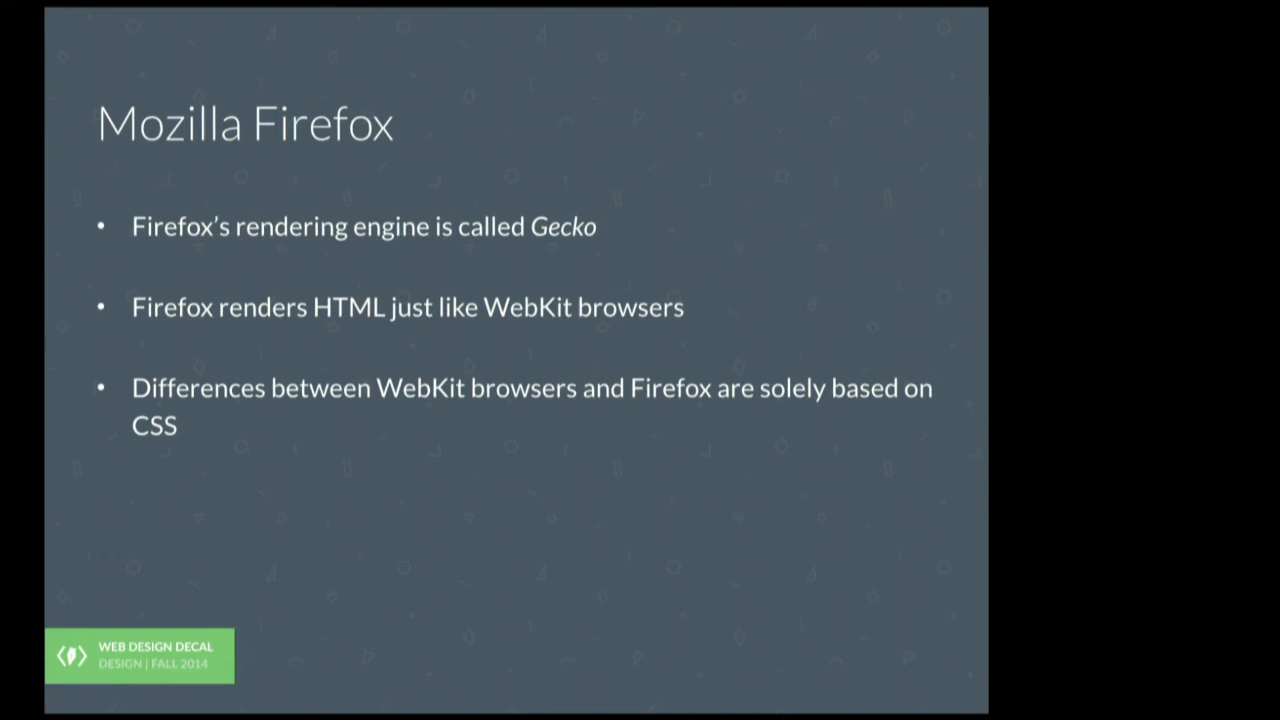 Mozilla Firefox
• Firefox’s rendering engine is called Gecko
• Firefox renders HTML just like WebKit browsers
• Differences between WebKit browsers and Firefox are solely based on
CSS
WEB DESIGN DECAL
DESIGN | FALL 2014